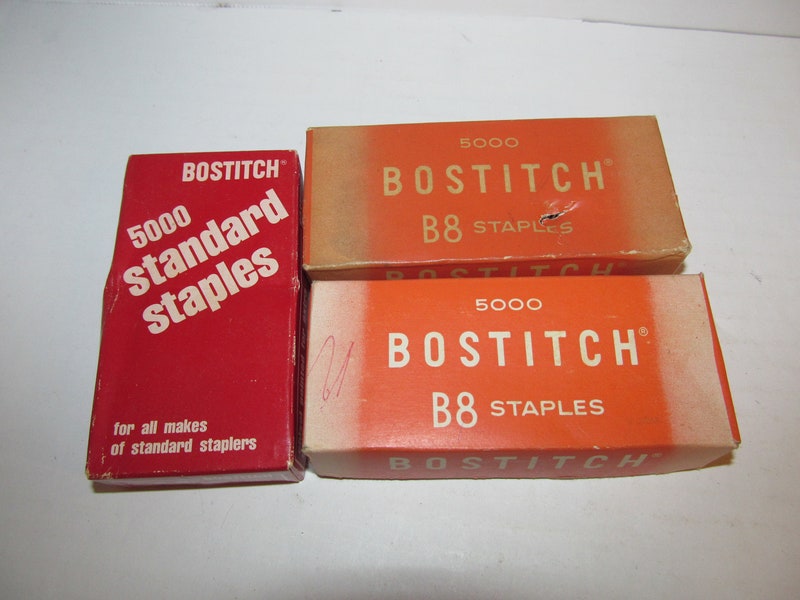 BOSTITCH®
5000
standard
staples
for all makes
of standard staplers
5000
BOSTITCH®
B8 STAPLES
BOSTITCH®
5000
BOSTITCH®
B8 STAPLES
BOSTITCH®